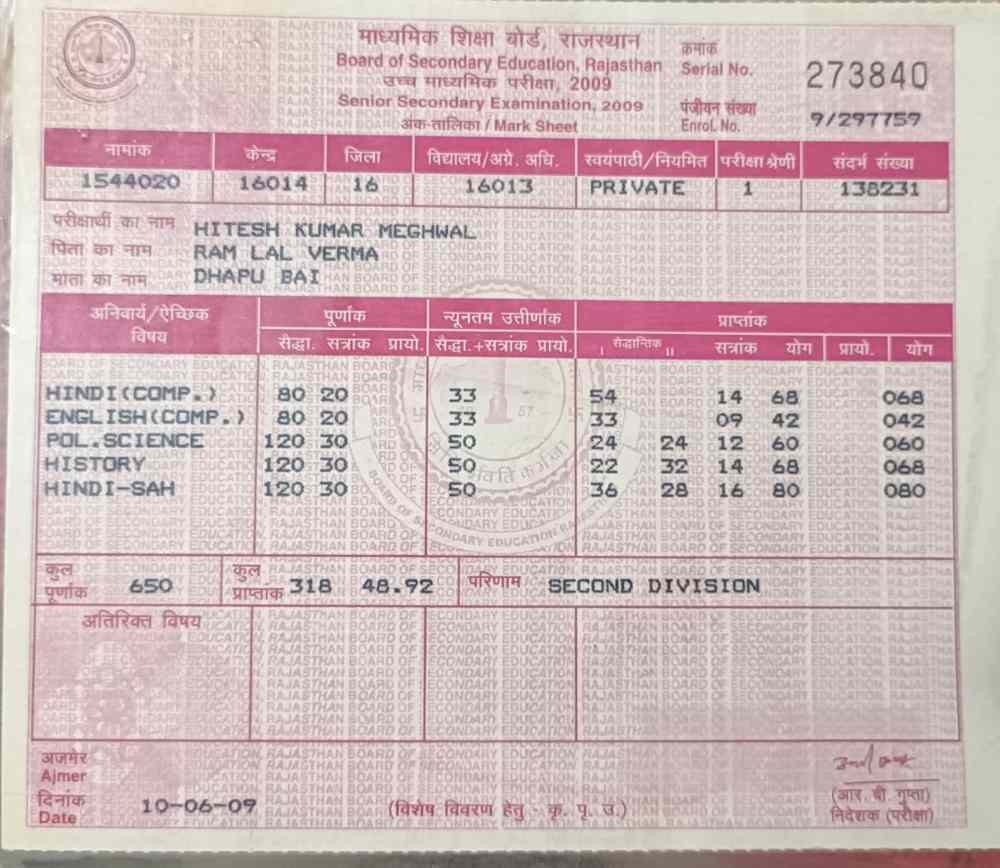 माध्यमिक शिक्षा बोर्ड, राजस्थान
Board of Secondary Education, Rajasthan
उच्च माध्यमिक परीक्षा, 2009
Senior Secondary Examination, 2009
अंक-तालिका / Mark Sheet
क्रमांक
Serial No. 273840
पंजीयन संख्या
Enrol. No. 9/297759
नामांक केन्द्र जिला विद्यालय/अग्रे. अधि. स्वयंपाठी/नियमित परीक्षा श्रेणी संदर्भ संख्या
1544020 16014 16 16013 PRIVATE 1 138231
परीक्षार्थी का नाम HITESH KUMAR MEGHWAL
पिता का नाम RAM LAL VERMA
माता का नाम DHAPU BAI
अनिवार्य/ऐच्छिक विषय पूर्णांक न्यूनतम उत्तीर्णांक प्राप्तांक
सैद्धा. सत्रांक प्रायो. सैद्धा.+सत्रांक प्रायो. I सैद्धान्तिक II सत्रांक योग प्रायो. योग
HINDI(COMP.) 80 20 33 54 14 68 068
ENGLISH(COMP.) 80 20 33 33 09 42 042
POL.SCIENCE 120 30 50 24 24 12 60 060
HISTORY 120 30 50 22 32 14 68 068
HINDI-SAH 120 30 50 36 28 16 80 080
कुल पूर्णांक 650 कुल प्राप्तांक 318 48.92 परिणाम SECOND DIVISION
अतिरिक्त विषय
अजमेर
Ajmer
दिनांक
Date 10-06-09
(विशेष विवरण हेतु - कृ. पृ. उ.)
(आर. बी. गुप्ता)
निदेशक (परीक्षा)